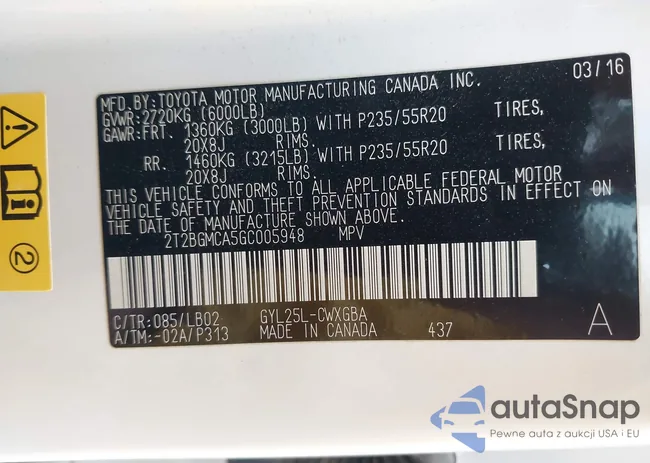 MFD.BY:TOYOTA MOTOR MANUFACTURING CANADA INC. 03/16
GVWR:2720KG (6000LB)
GAWR:FRT. 1360KG (3000LB) WITH P235/55R20 TIRES,
20X8J RIMS.
RR. 1460KG (3215LB) WITH P235/55R20 TIRES,
20X8J RIMS.
THIS VEHICLE CONFORMS TO ALL APPLICABLE FEDERAL MOTOR
VEHICLE SAFETY AND THEFT PREVENTION STANDARDS IN EFFECT ON
THE DATE OF MANUFACTURE SHOWN ABOVE.
2T2BGMCA5GC005948 MPV
C/TR:085/LB02 GYL25L-CWXGBA
A/TM:-02A/P313 MADE IN CANADA 437 A
2
autaSnap
Pewne auta z aukcji USA i EU